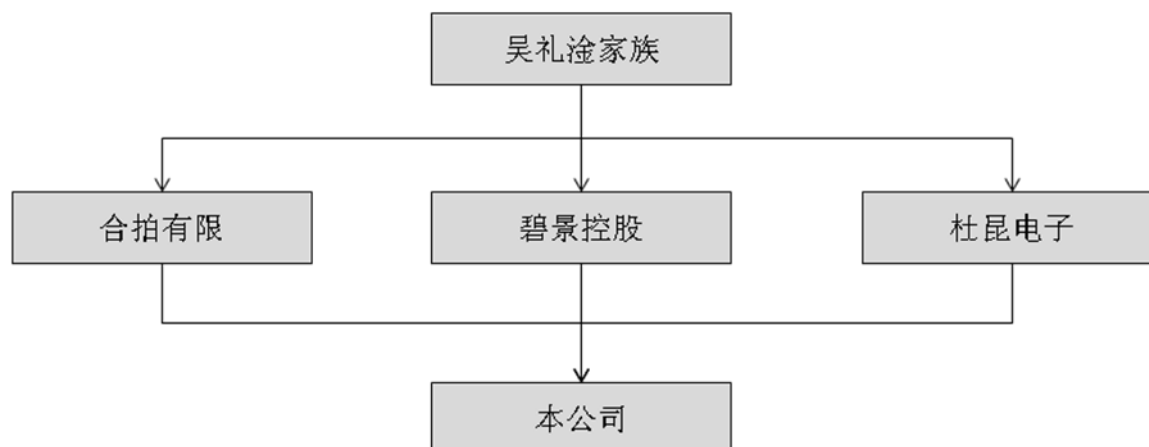 吴礼淦家族
合拍有限
碧景控股
杜昆电子
本公司